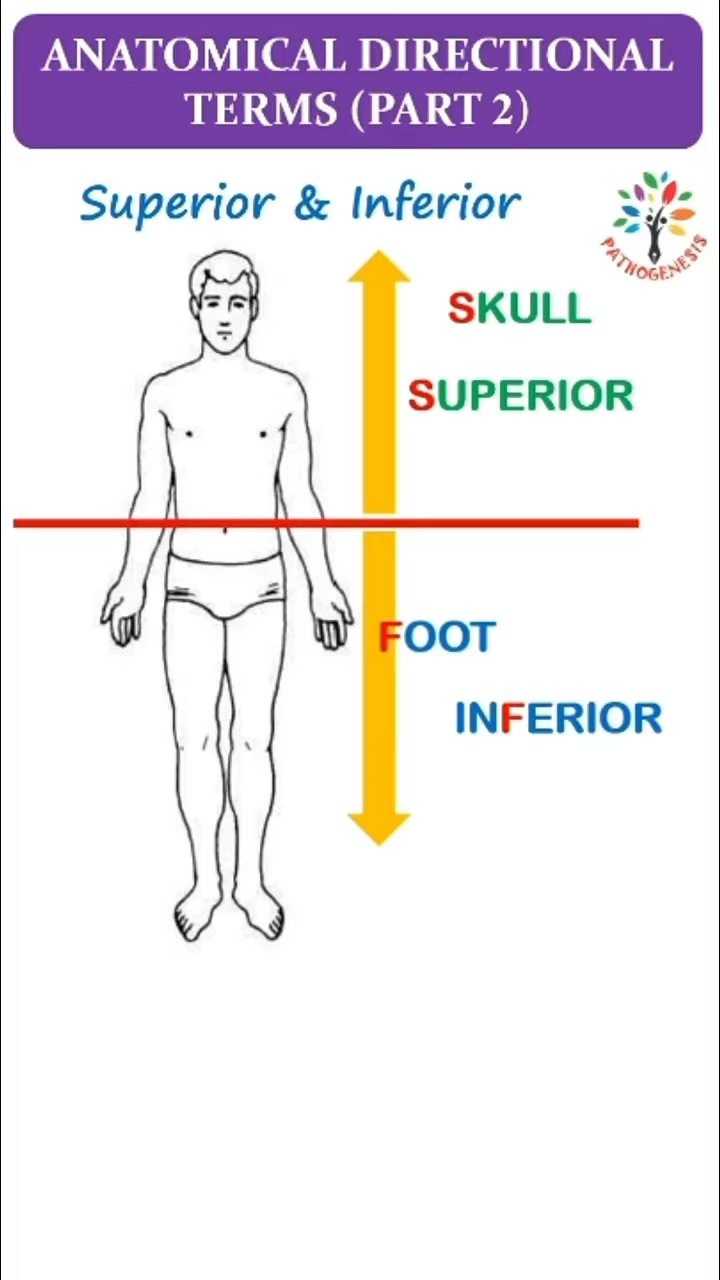 ANATOMICAL DIRECTIONAL
TERMS (PART 2)
Superior & Inferior
PATHOGENESIS
SKULL
SUPERIOR
FOOT
INFERIOR